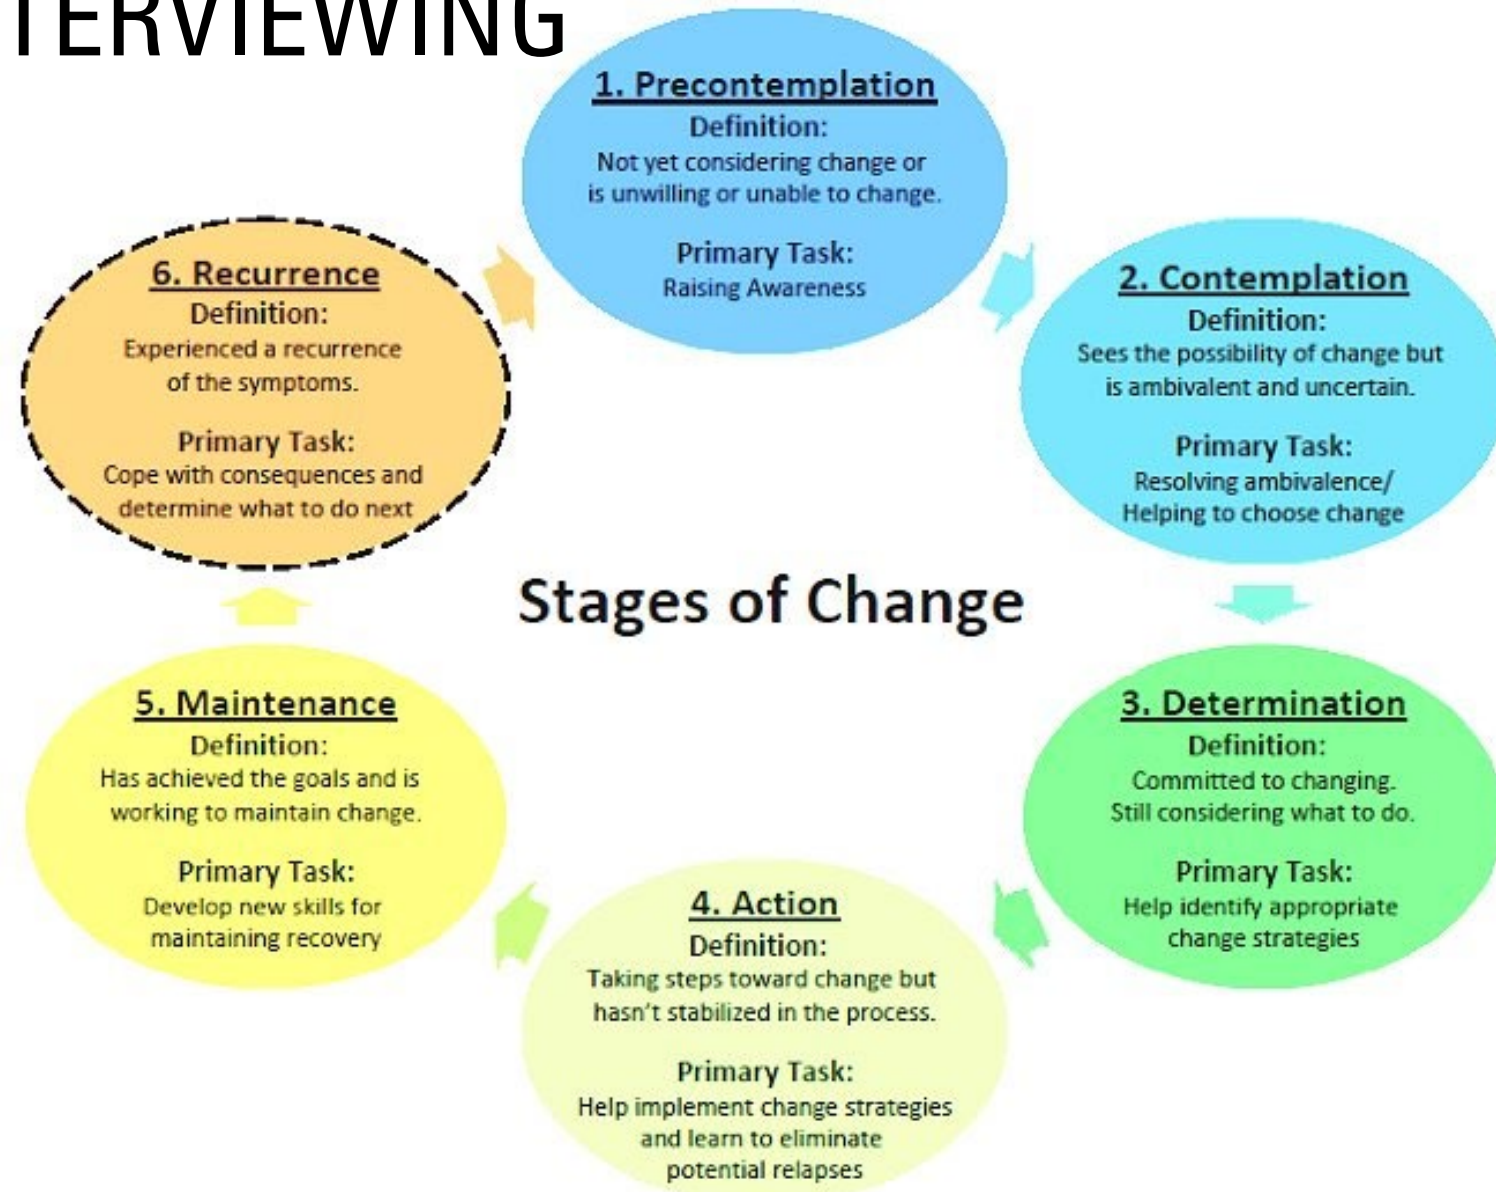 TERVIEWING
1. Precontemplation
Definition:
Not yet considering change or
is unwilling or unable to change.
Primary Task:
Raising Awareness
2. Contemplation
Definition:
Sees the possibility of change but
is ambivalent and uncertain.
Primary Task:
Resolving ambivalence/
Helping to choose change
3. Determination
Definition:
Committed to changing.
Still considering what to do.
Primary Task:
Help identify appropriate
change strategies
4. Action
Definition:
Taking steps toward change but
hasn't stabilized in the process.
Primary Task:
Help implement change strategies
and learn to eliminate
potential relapses
5. Maintenance
Definition:
Has achieved the goals and is
working to maintain change.
Primary Task:
Develop new skills for
maintaining recovery
6. Recurrence
Definition:
Experienced a recurrence
of the symptoms.
Primary Task:
Cope with consequences and
determine what to do next
Stages of Change